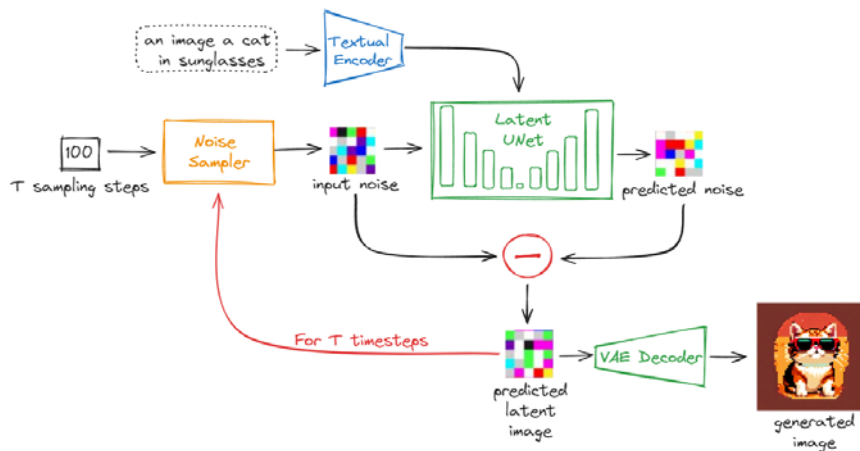 an image a cat
in sunglasses
Textual
Encoder
100
T sampling steps
Noise
Sampler
input noise
Latent
UNet
predicted noise
For T timesteps
predicted
latent
image
VAE Decoder
generated
image